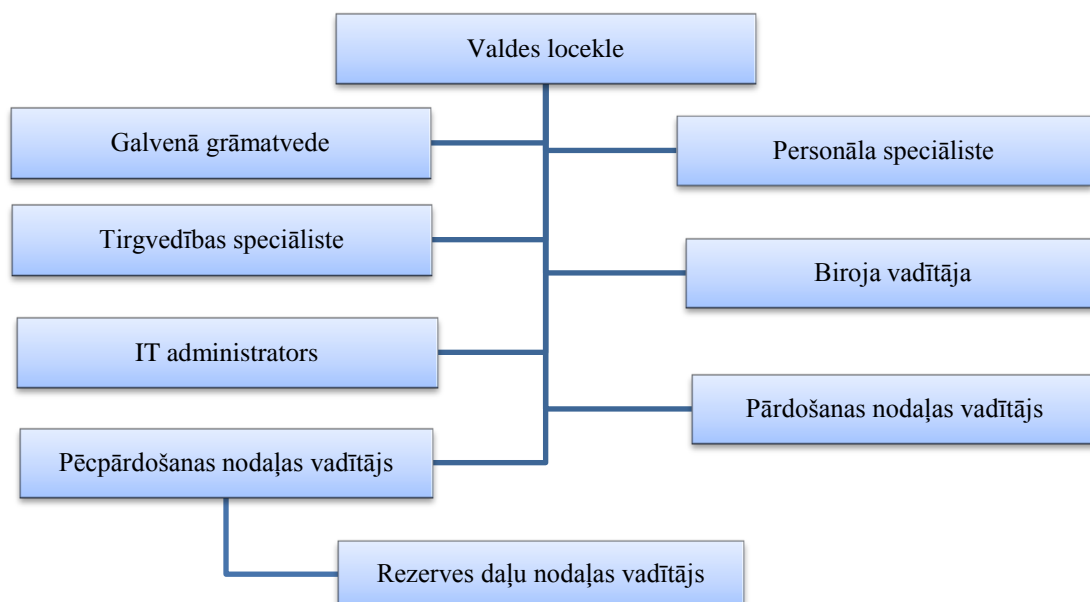 Valdes locekle
Galvenā grāmatvede
Personāla speciāliste
Tirgvedības speciāliste
Biroja vadītāja
IT administrators
Pārdošanas nodaļas vadītājs
Pēcpārdošanas nodaļas vadītājs
Rezerves daļu nodaļas vadītājs